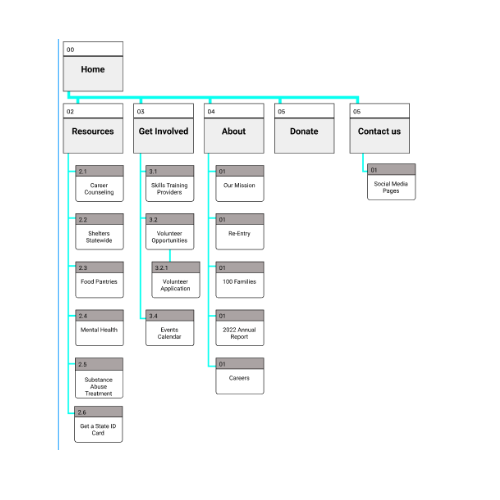 00
Home
02
Resources
03
Get Involved
04
About
05
Donate
05
Contact us
2.1
Career
Counseling
2.2
Shelters
Statewide
2.3
Food Pantries
2.4
Mental Health
2.5
Substance
Abuse
Treatment
2.6
Get a State ID
Card
3.1
Skills Training
Providers
3.2
Volunteer
Opportunities
3.2.1
Volunteer
Application
3.4
Events
Calendar
01
Our Mission
01
Re-Entry
01
100 Families
01
2022 Annual
Report
01
Careers
01
Social Media
Pages